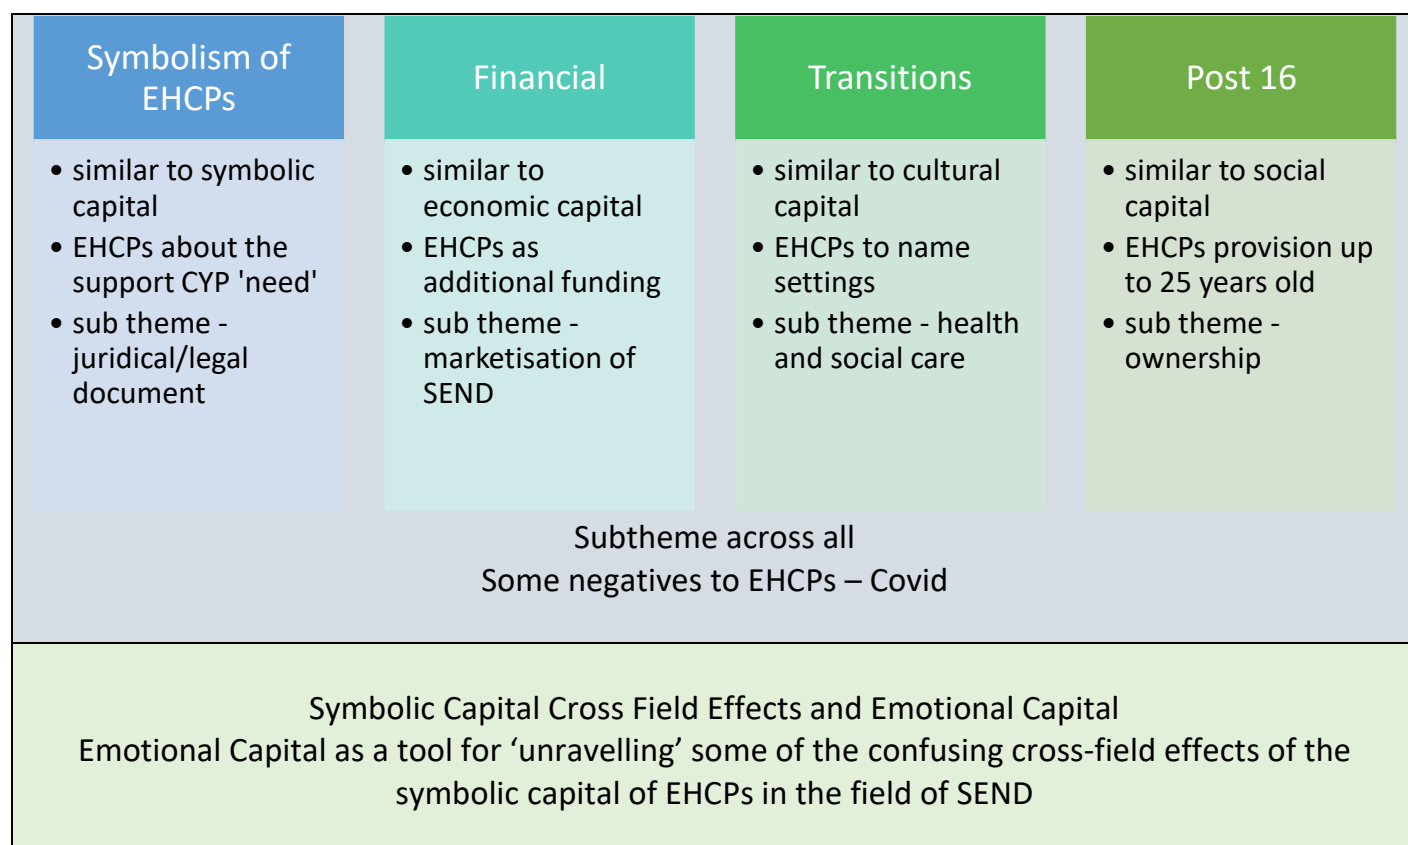 Symbolism of
EHCPs
• similar to symbolic
capital
• EHCPs about the
support CYP 'need'
• sub theme -
juridical/legal
document
Financial
• similar to
economic capital
• EHCPs as
additional funding
• sub theme -
marketisation of
SEND
Transitions
• similar to cultural
capital
• EHCPs to name
settings
• sub theme - health
and social care
Post 16
• similar to social
capital
• EHCPs provision up
to 25 years old
• sub theme -
ownership
Subtheme across all
Some negatives to EHCPs – Covid
Symbolic Capital Cross Field Effects and Emotional Capital
Emotional Capital as a tool for ‘unravelling’ some of the confusing cross-field effects of the
symbolic capital of EHCPs in the field of SEND